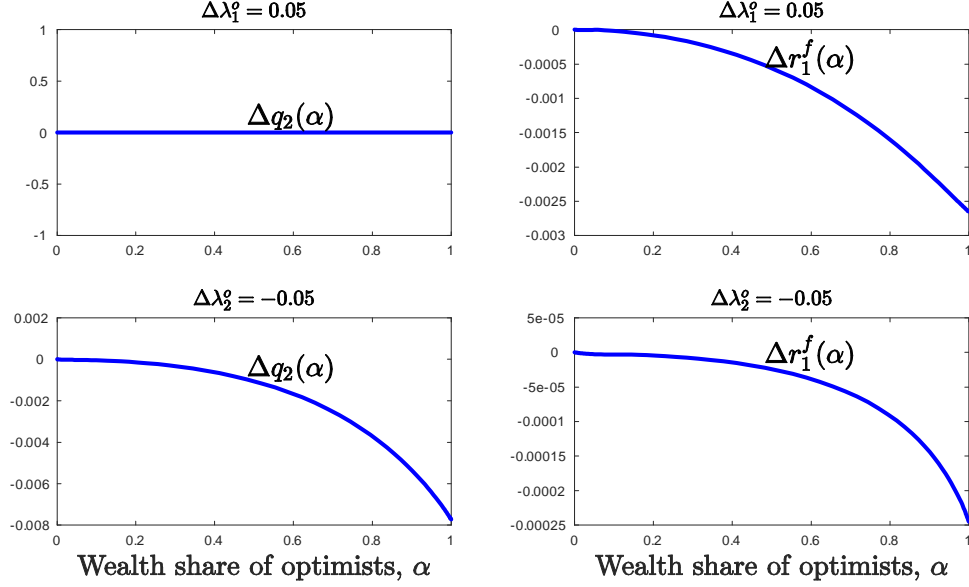 Δλ₁ᵒ = 0.05
1
0.5
0
-0.5
-1
Δq₂(α)
0 0.2 0.4 0.6 0.8 1
Δλ₁ᵒ = 0.05
0
-0.0005
-0.001
-0.0015
-0.002
-0.0025
-0.003
Δr₁ᶠ(α)
0 0.2 0.4 0.6 0.8 1
Δλ₂ᵒ = −0.05
0.002
0
-0.002
-0.004
-0.006
-0.008
Δq₂(α)
0 0.2 0.4 0.6 0.8 1
Wealth share of optimists, α
Δλ₂ᵒ = −0.05
5e-05
0
-5e-05
-0.0001
-0.00015
-0.0002
-0.00025
Δr₁ᶠ(α)
0 0.2 0.4 0.6 0.8 1
Wealth share of optimists, α